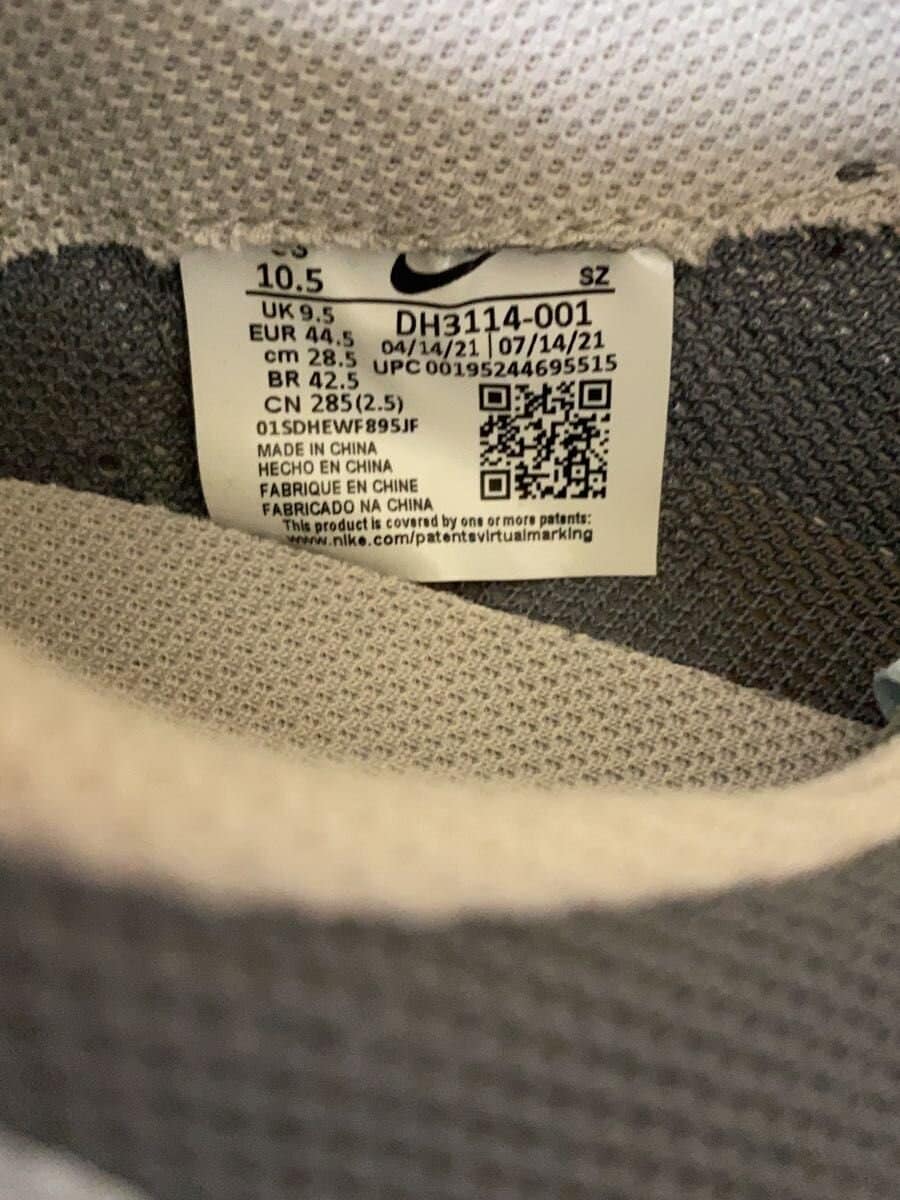 10.5
SZ
UK 9.5
EUR 44.5
cm 28.5
BR 42.5
CN 285(2.5)
DH3114-001
04/14/21 | 07/14/21
UPC 00195244695515
01SDHEWF895JF
MADE IN CHINA
HECHO EN CHINA
FABRIQUE EN CHINE
FABRICADO NA CHINA
This product is covered by one or more patents:
www.nike.com/patentsvirtualmarking